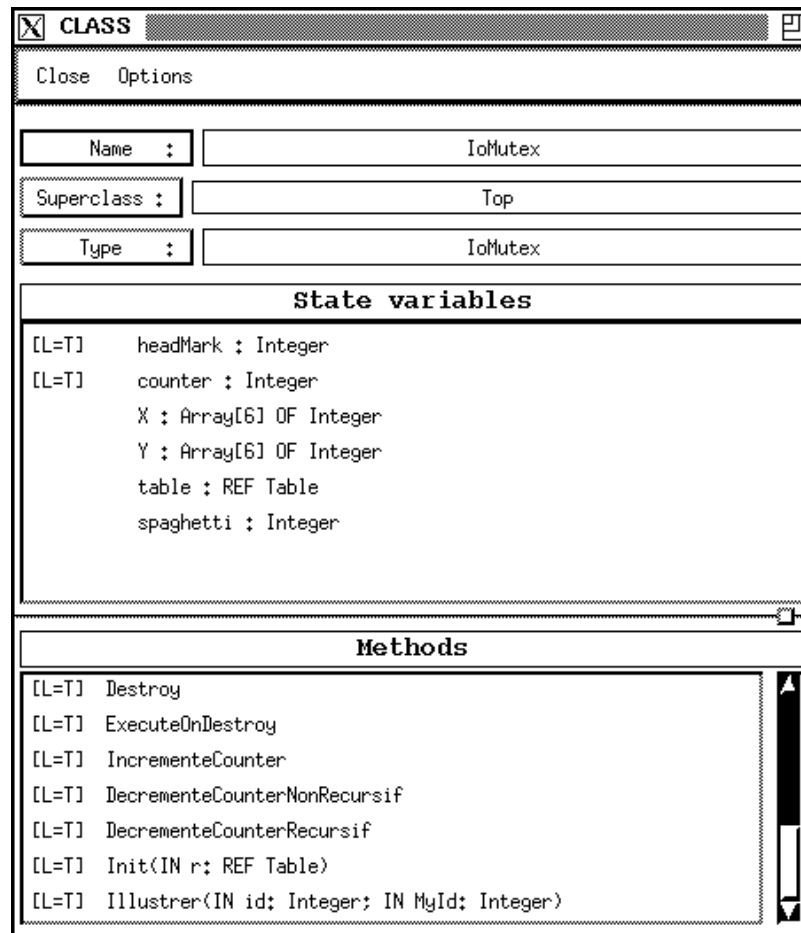 X CLASS
Close Options
Name : IoMutex
Superclass : Top
Type : IoMutex
State variables
[L=T] headMark : Integer
[L=T] counter : Integer
X : Array[6] OF Integer
Y : Array[6] OF Integer
table : REF Table
spaghetti : Integer
Methods
[L=T] Destroy
[L=T] ExecuteOnDestroy
[L=T] IncrementeCounter
[L=T] DecrementeCounterNonRecursif
[L=T] DecrementeCounterRecursif
[L=T] Init(IN r: REF Table)
[L=T] Illustrer(IN id: Integer; IN MyId: Integer)